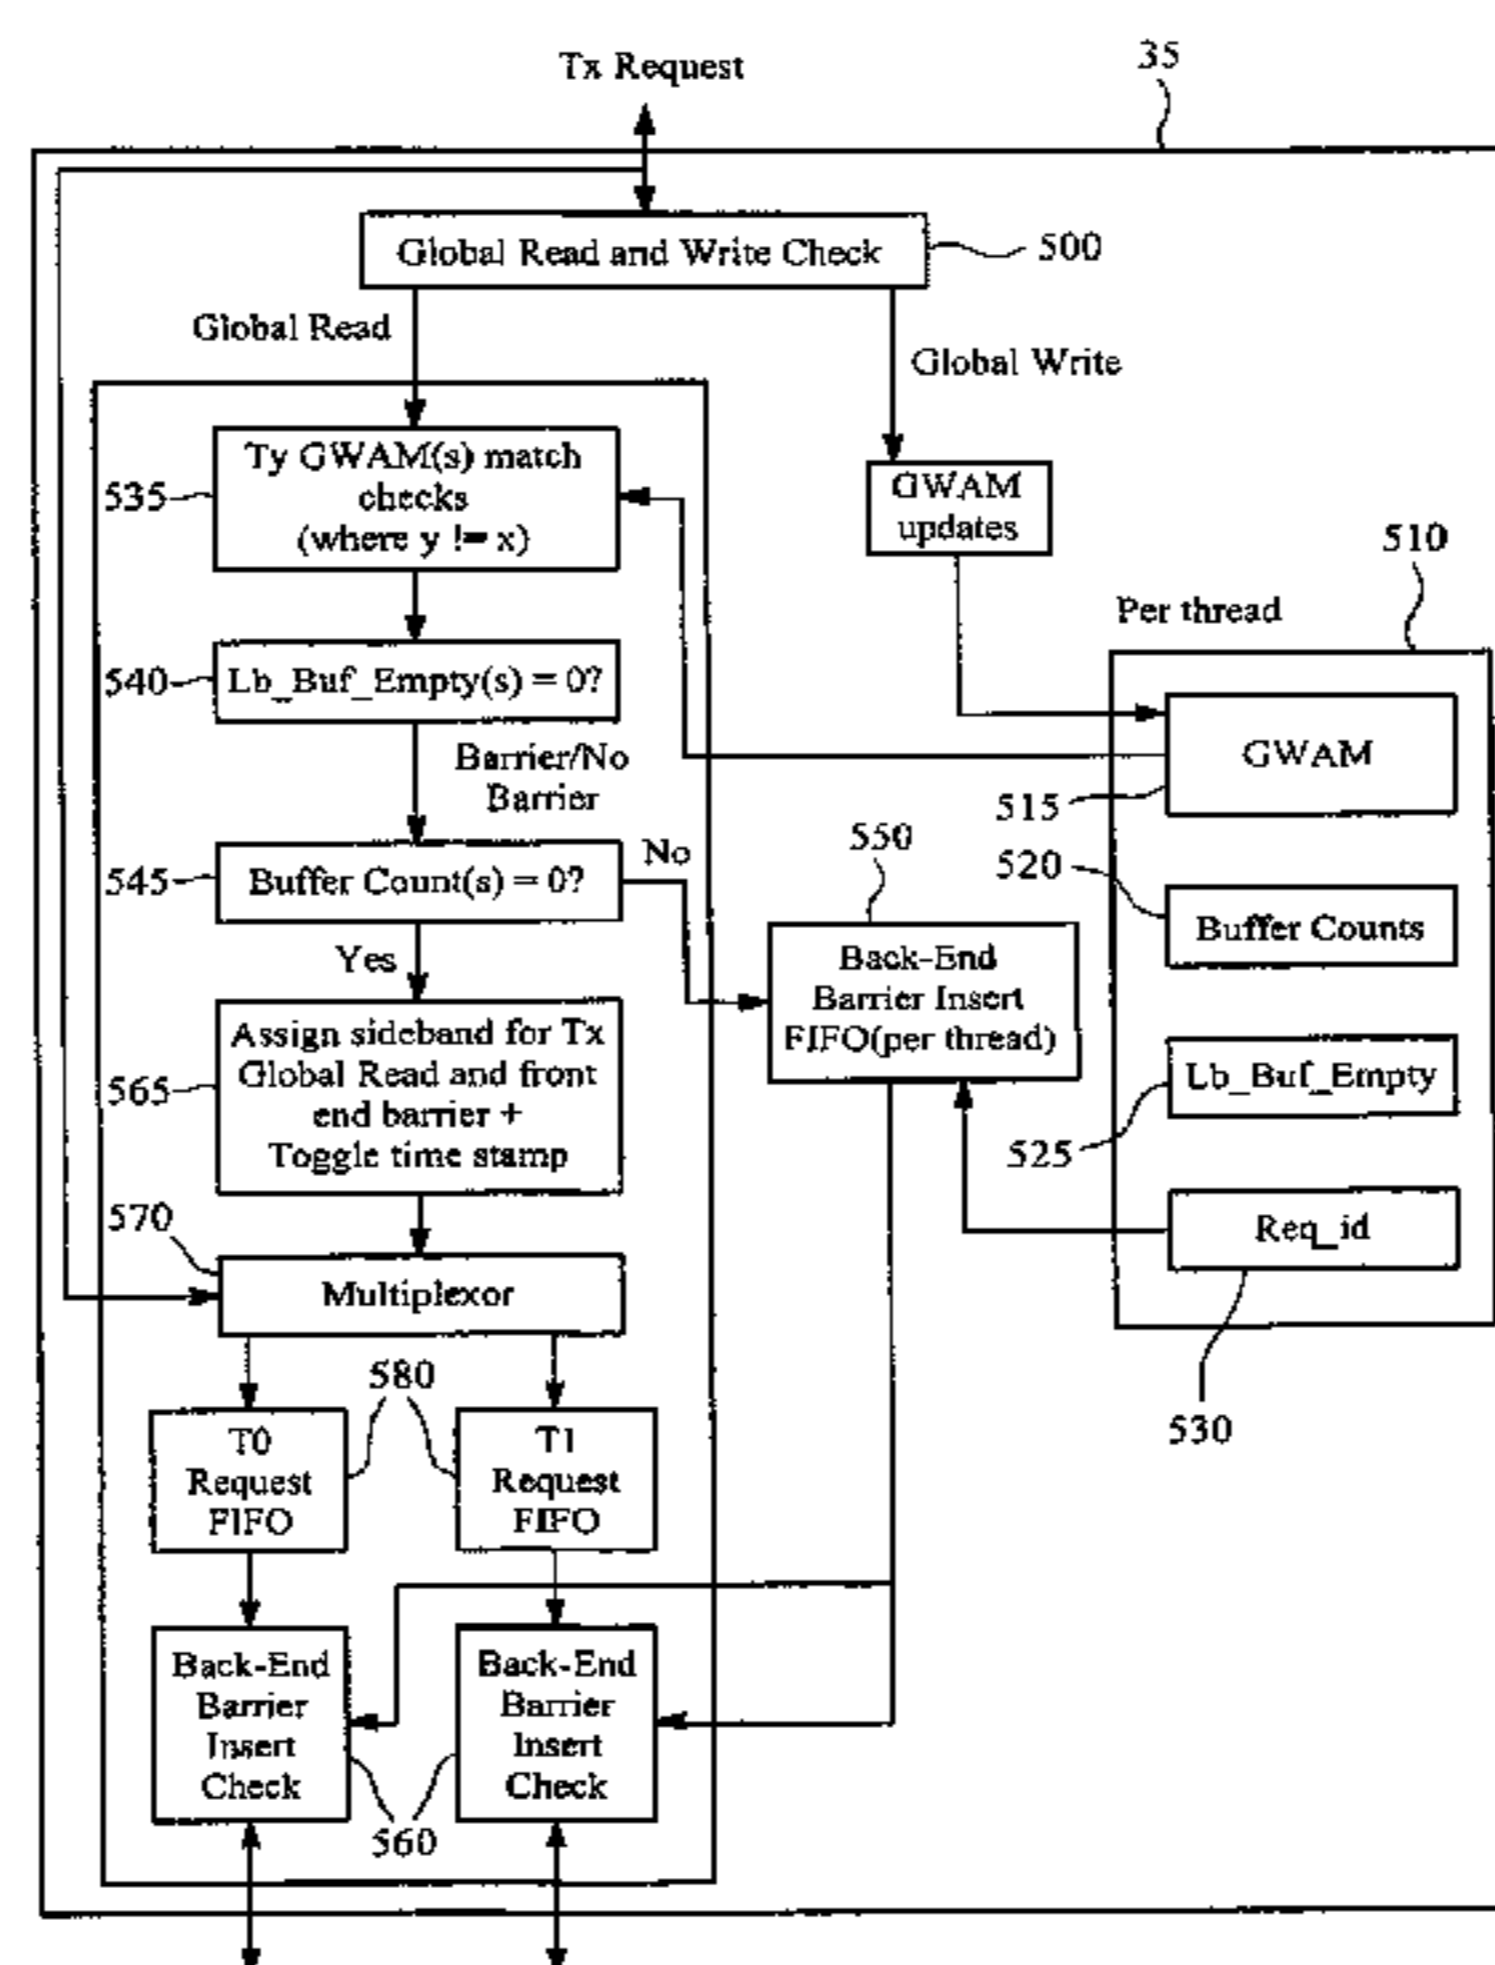 Tx Request
35
Global Read and Write Check
500
Global Read
Global Write
Ty GWAM(s) match
checks
(where y != x)
535
GWAM
updates
510
Per thread
540
Lb_Buf_Empty(s) = 0?
GWAM
515
Barrier/No
Barrier
550
520
545
Buffer Count(s) = 0?
No
Buffer Counts
Yes
Back-End
Barrier Insert
FIFO(per thread)
Assign sideband for Tx
Global Read and front
end barrier +
Toggle time stamp
565
Lb_Buf_Empty
525
570
Req_id
Multiplexor
530
580
T0
Request
FIFO
T1
Request
FIFO
Back-End
Barrier
Insert
Check
Back-End
Barrier
Insert
Check
560